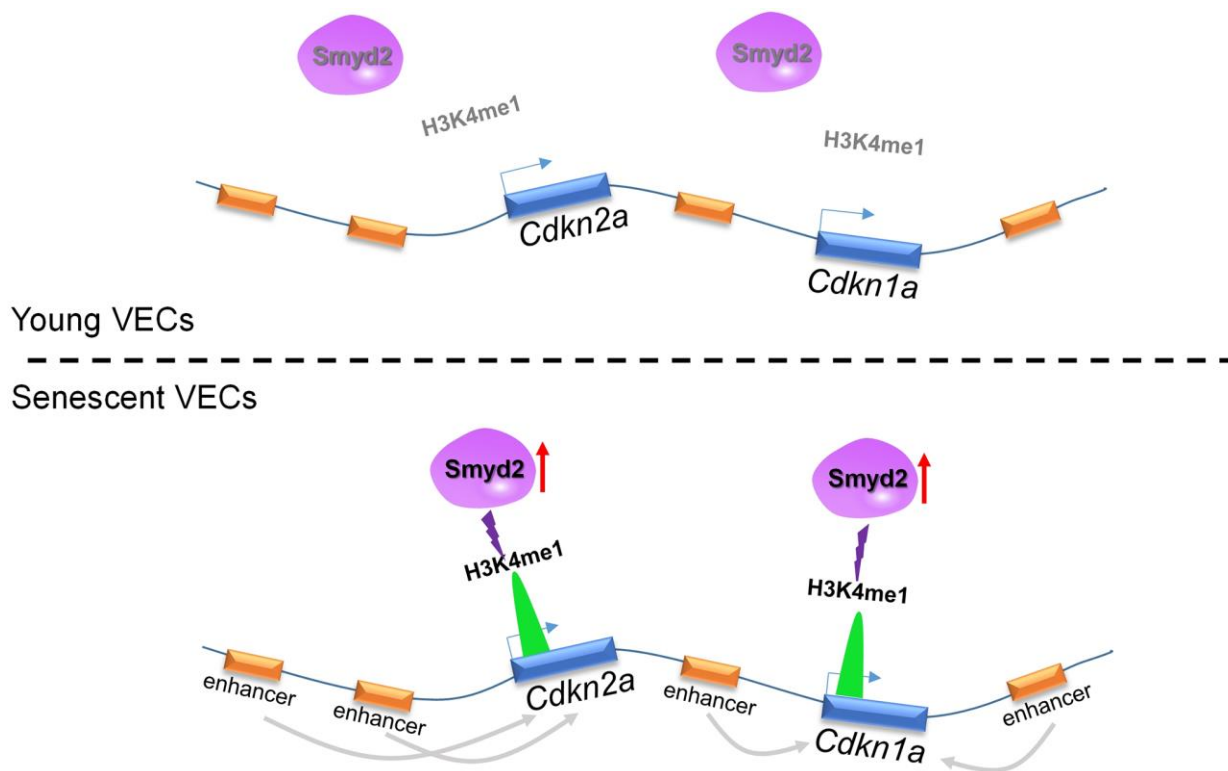 Smyd2
Smyd2
H3K4me1
H3K4me1
Cdkn2a
Cdkn1a
Young VECs
Senescent VECs
Smyd2
Smyd2
H3K4me1
H3K4me1
enhancer
enhancer
Cdkn2a
enhancer
Cdkn1a
enhancer